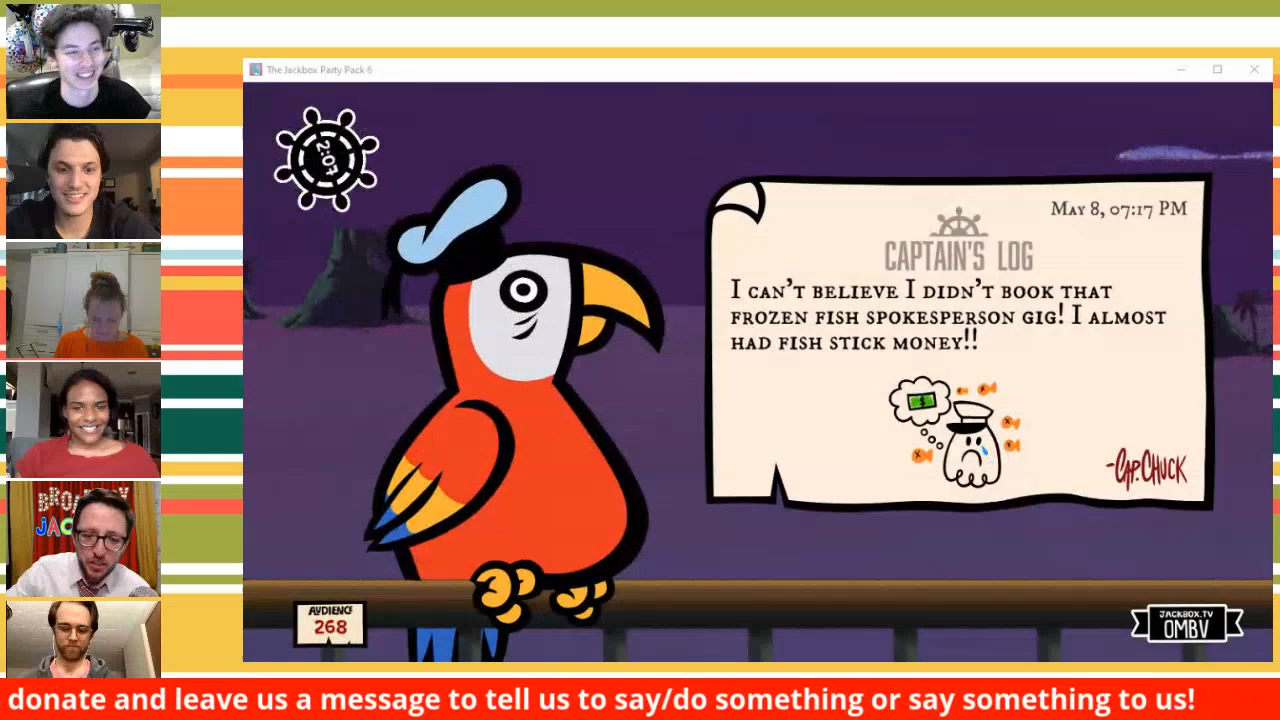 The Jackbox Party Pack 6
2:07
May 8, 07:17 PM
CAPTAIN'S LOG
I can't believe I didn't book that
frozen fish spokesperson gig! I almost
had fish stick money!!
$
-Cap. Chuck
AUDIENCE
268
JACKBOX.TV
OMBV
BRO
JAC
donate and leave us a message to tell us to say/do something or say something to us!